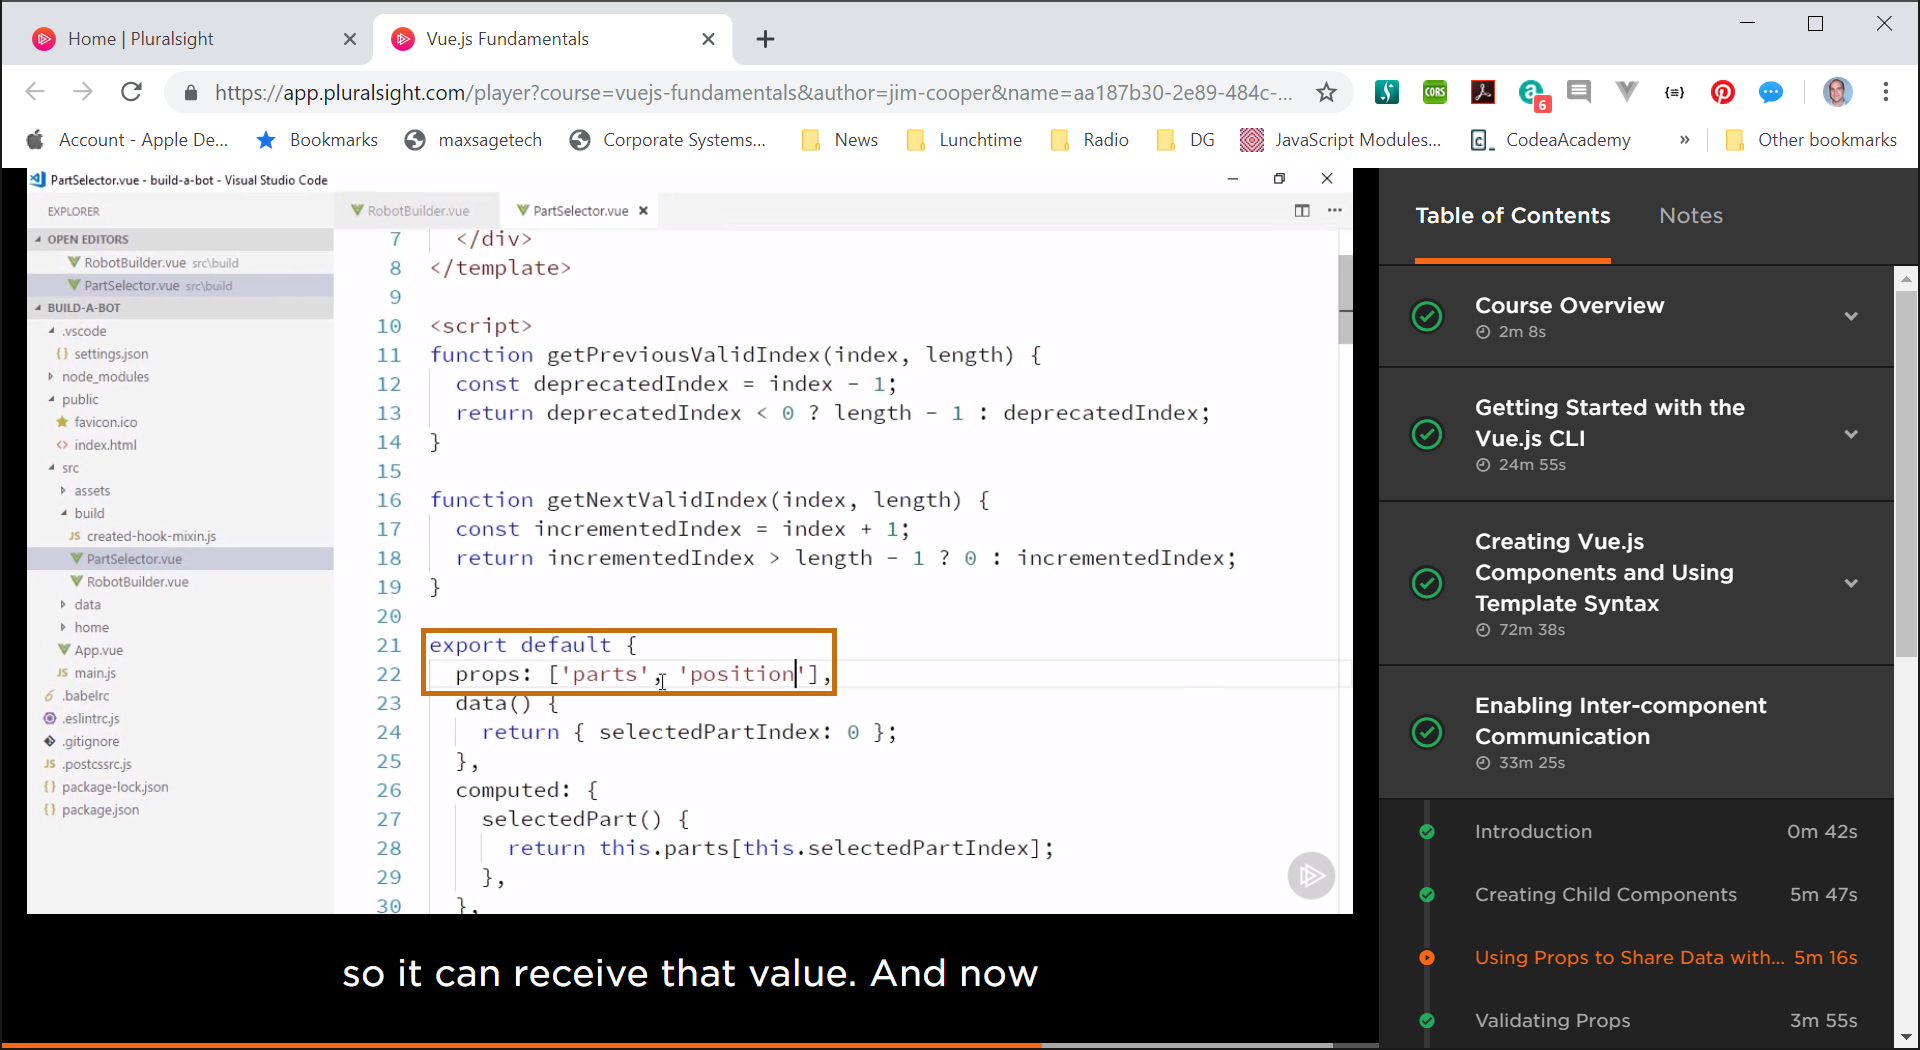 Home | Pluralsight
Vue.js Fundamentals
https://app.pluralsight.com/player?course=vuejs-fundamentals&author=jim-cooper&name=aa187b30-2e89-484c-...
CORS
6
{≡}
Account - Apple De...
Bookmarks
maxsagetech
Corporate Systems...
News
Lunchtime
Radio
DG
JavaScript Modules...
CodeaAcademy
»
Other bookmarks
PartSelector.vue - build-a-bot - Visual Studio Code
EXPLORER
OPEN EDITORS
RobotBuilder.vue src\build
PartSelector.vue src\build
BUILD-A-BOT
.vscode
{} settings.json
node_modules
public
favicon.ico
<> index.html
src
assets
build
JS created-hook-mixin.js
PartSelector.vue
RobotBuilder.vue
data
home
App.vue
JS main.js
.babelrc
.eslintrc.js
.gitignore
JS .postcssrc.js
{} package-lock.json
{} package.json
RobotBuilder.vue
PartSelector.vue
7 </div>
8 </template>
9
10 <script>
11 function getPreviousValidIndex(index, length) {
12 const deprecatedIndex = index - 1;
13 return deprecatedIndex < 0 ? length - 1 : deprecatedIndex;
14 }
15
16 function getNextValidIndex(index, length) {
17 const incrementedIndex = index + 1;
18 return incrementedIndex > length - 1 ? 0 : incrementedIndex;
19 }
20
21 export default {
22 props: ['parts', 'position'],
23 data() {
24 return { selectedPartIndex: 0 };
25 },
26 computed: {
27 selectedPart() {
28 return this.parts[this.selectedPartIndex];
29 },
30 },
so it can receive that value. And now
Table of Contents
Notes
Course Overview
2m 8s
Getting Started with the
Vue.js CLI
24m 55s
Creating Vue.js
Components and Using
Template Syntax
72m 38s
Enabling Inter-component
Communication
33m 25s
Introduction 0m 42s
Creating Child Components 5m 47s
Using Props to Share Data with... 5m 16s
Validating Props 3m 55s